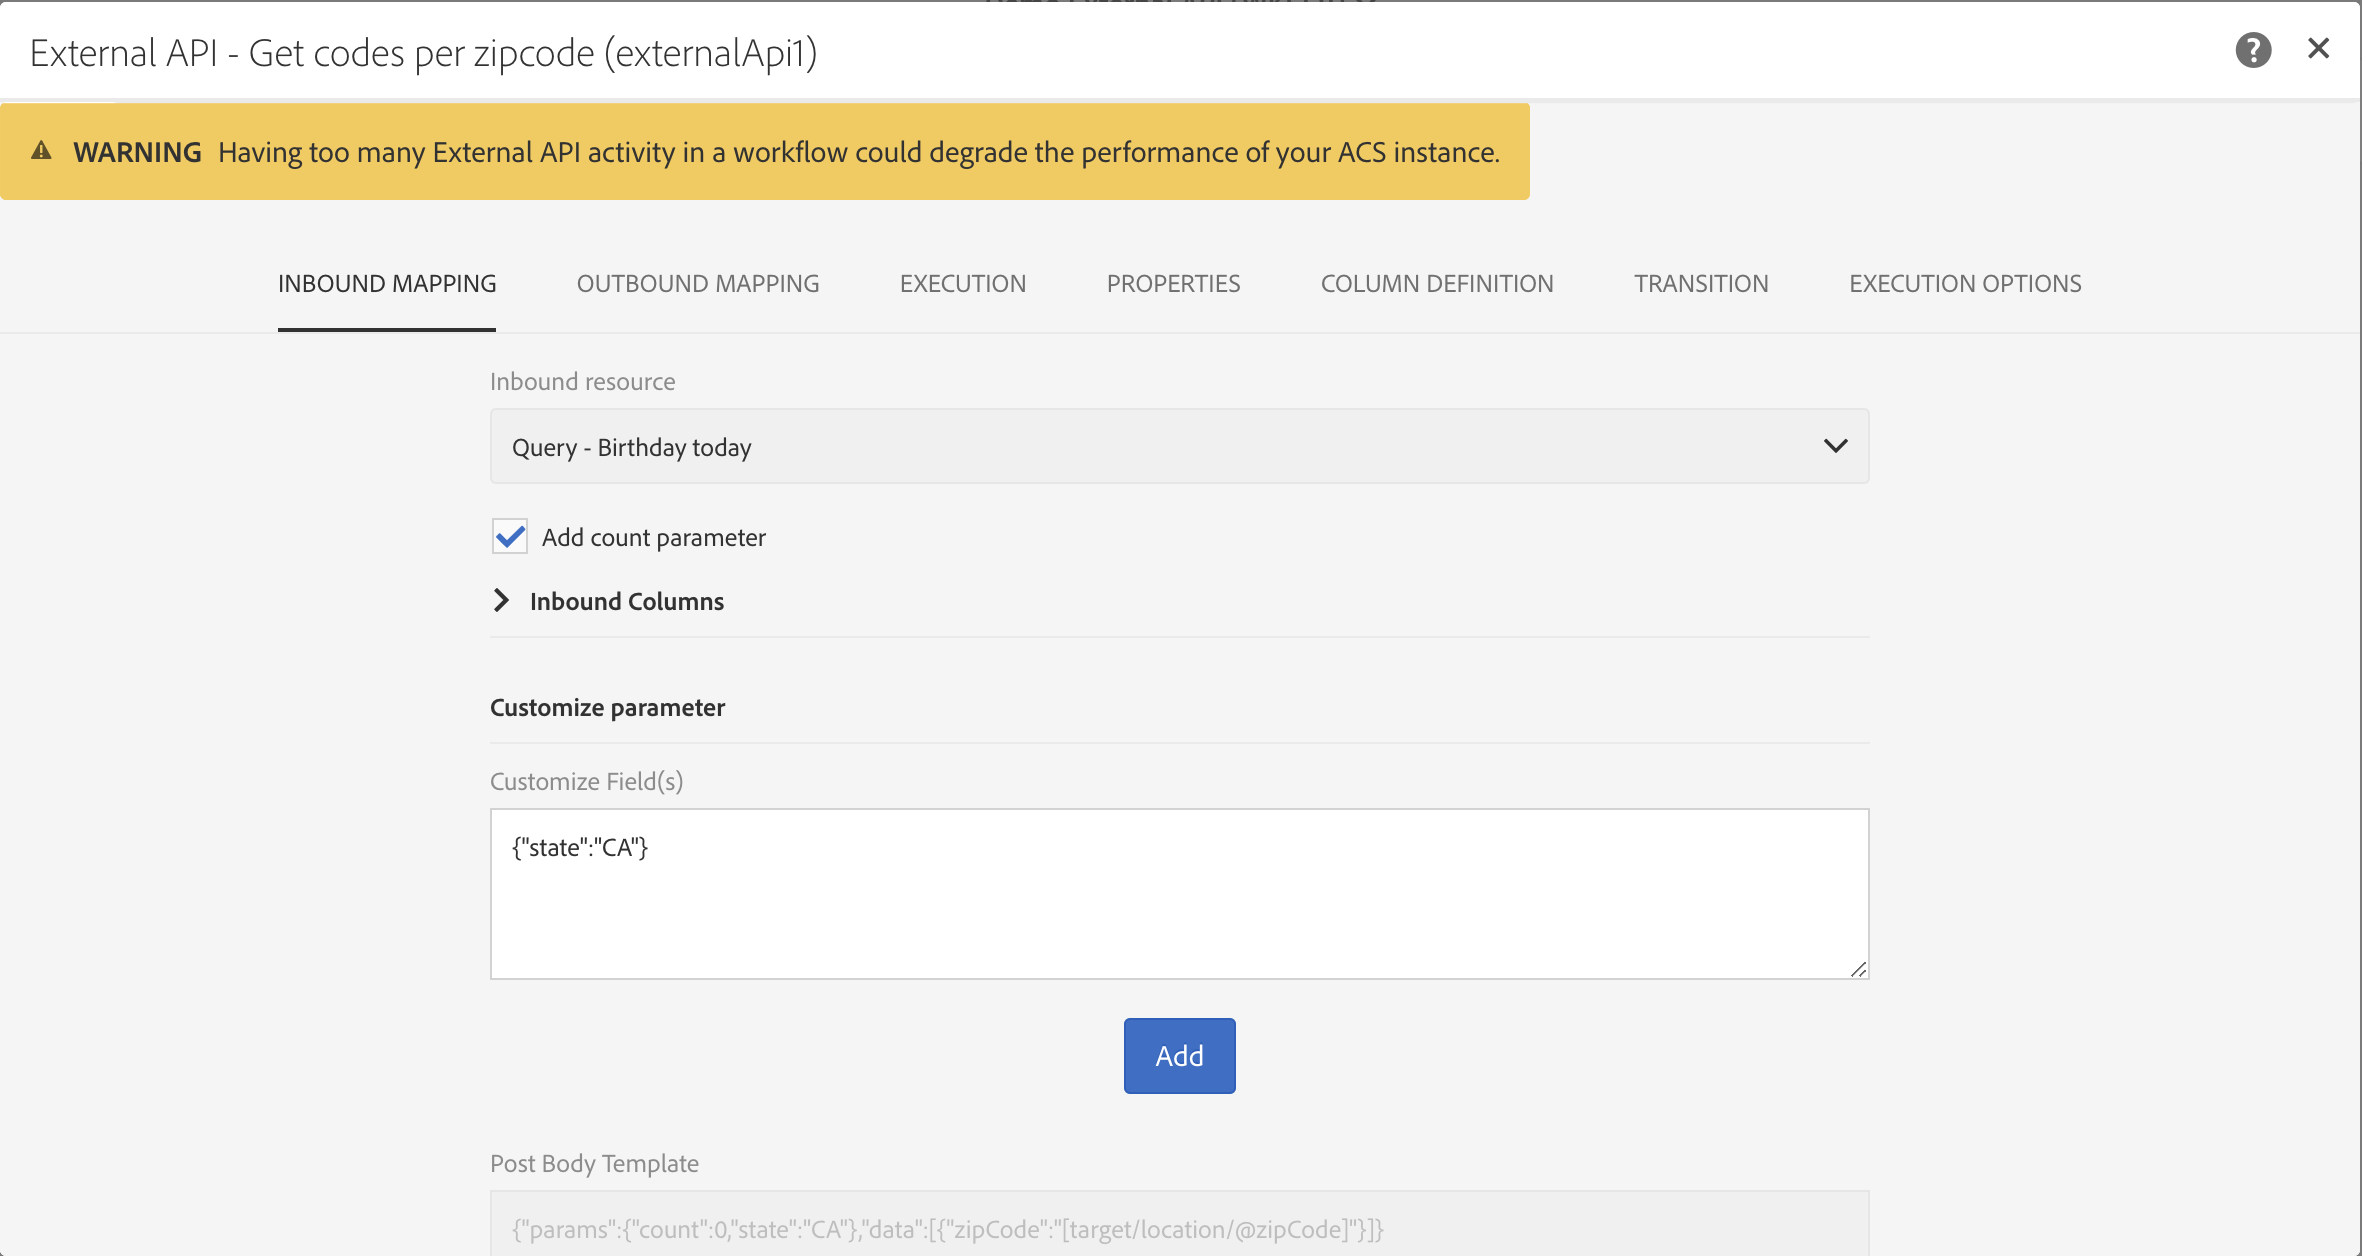 External API - Get codes per zipcode (externalApi1)
WARNING Having too many External API activity in a workflow could degrade the performance of your ACS instance.
INBOUND MAPPING OUTBOUND MAPPING EXECUTION PROPERTIES COLUMN DEFINITION TRANSITION EXECUTION OPTIONS
Inbound resource
Query - Birthday today
Add count parameter
Inbound Columns
Customize parameter
Customize Field(s)
{"state":"CA"}
Add
Post Body Template
{"params":{"count":0,"state":"CA"},"data":[{"zipCode":"[target/location/@zipCode]"}]}